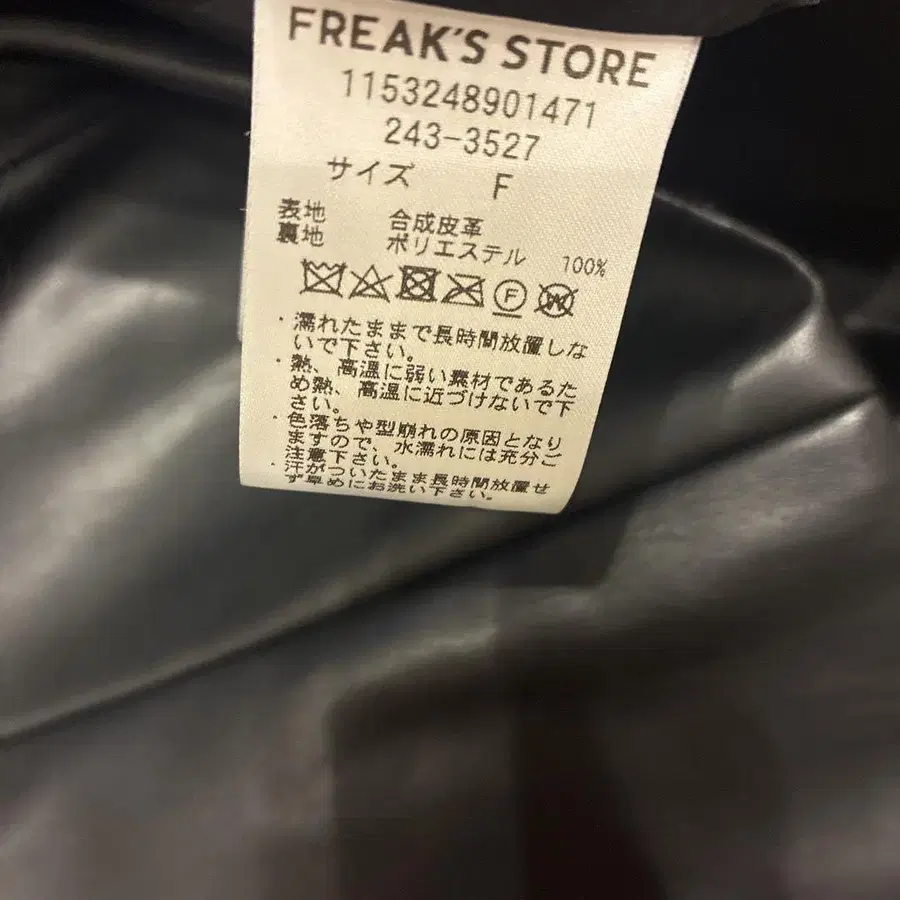 FREAK'S STORE
1153248901471
243-3527
サイズ F
表地 合成皮革
裏地 ポリエステル 100%
F W
・濡れたままで長時間放置しな
いで下さい。
・熱、高温に弱い素材であるた
め熱、高温に近づけないで下
さい。
・色落ちや型崩れの原因となり
ますので、水濡れには充分ご
注意下さい。
・汗がついたまま長時間放置せ
ず早めにお洗い下さい。